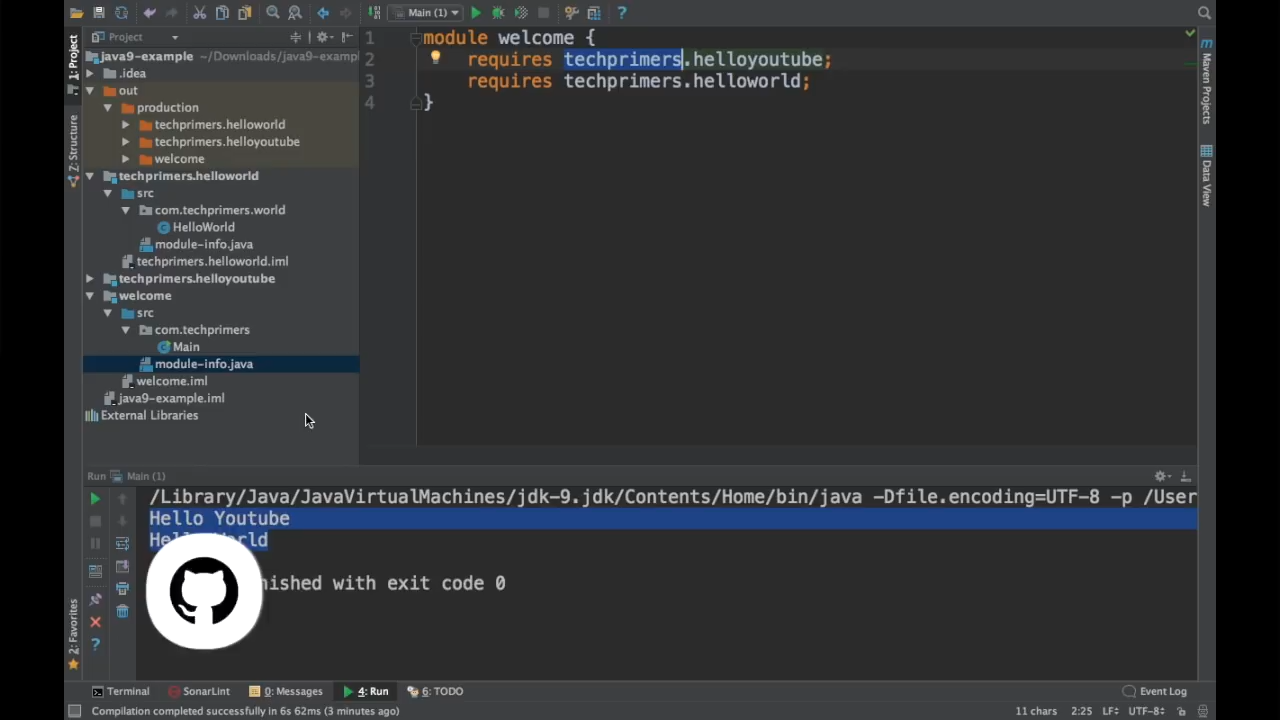 Main (1)
1: Project
Project
java9-example ~/Downloads/java9-exampl
.idea
out
production
techprimers.helloworld
techprimers.helloyoutube
welcome
techprimers.helloworld
src
com.techprimers.world
HelloWorld
module-info.java
techprimers.helloworld.iml
techprimers.helloyoutube
welcome
src
com.techprimers
Main
module-info.java
welcome.iml
java9-example.iml
External Libraries
Z: Structure
2: Favorites
1 module welcome {
2 requires techprimers.helloyoutube;
3 requires techprimers.helloworld;
4 }
m Maven Projects
Data View
Run Main (1)
/Library/Java/JavaVirtualMachines/jdk-9.jdk/Contents/Home/bin/java -Dfile.encoding=UTF-8 -p /User
Hello Youtube
He rld
nished with exit code 0
Terminal SonarLint 0: Messages 4: Run 6: TODO Event Log
Compilation completed successfully in 6s 62ms (3 minutes ago) 11 chars 2:25 LF÷ UTF-8÷